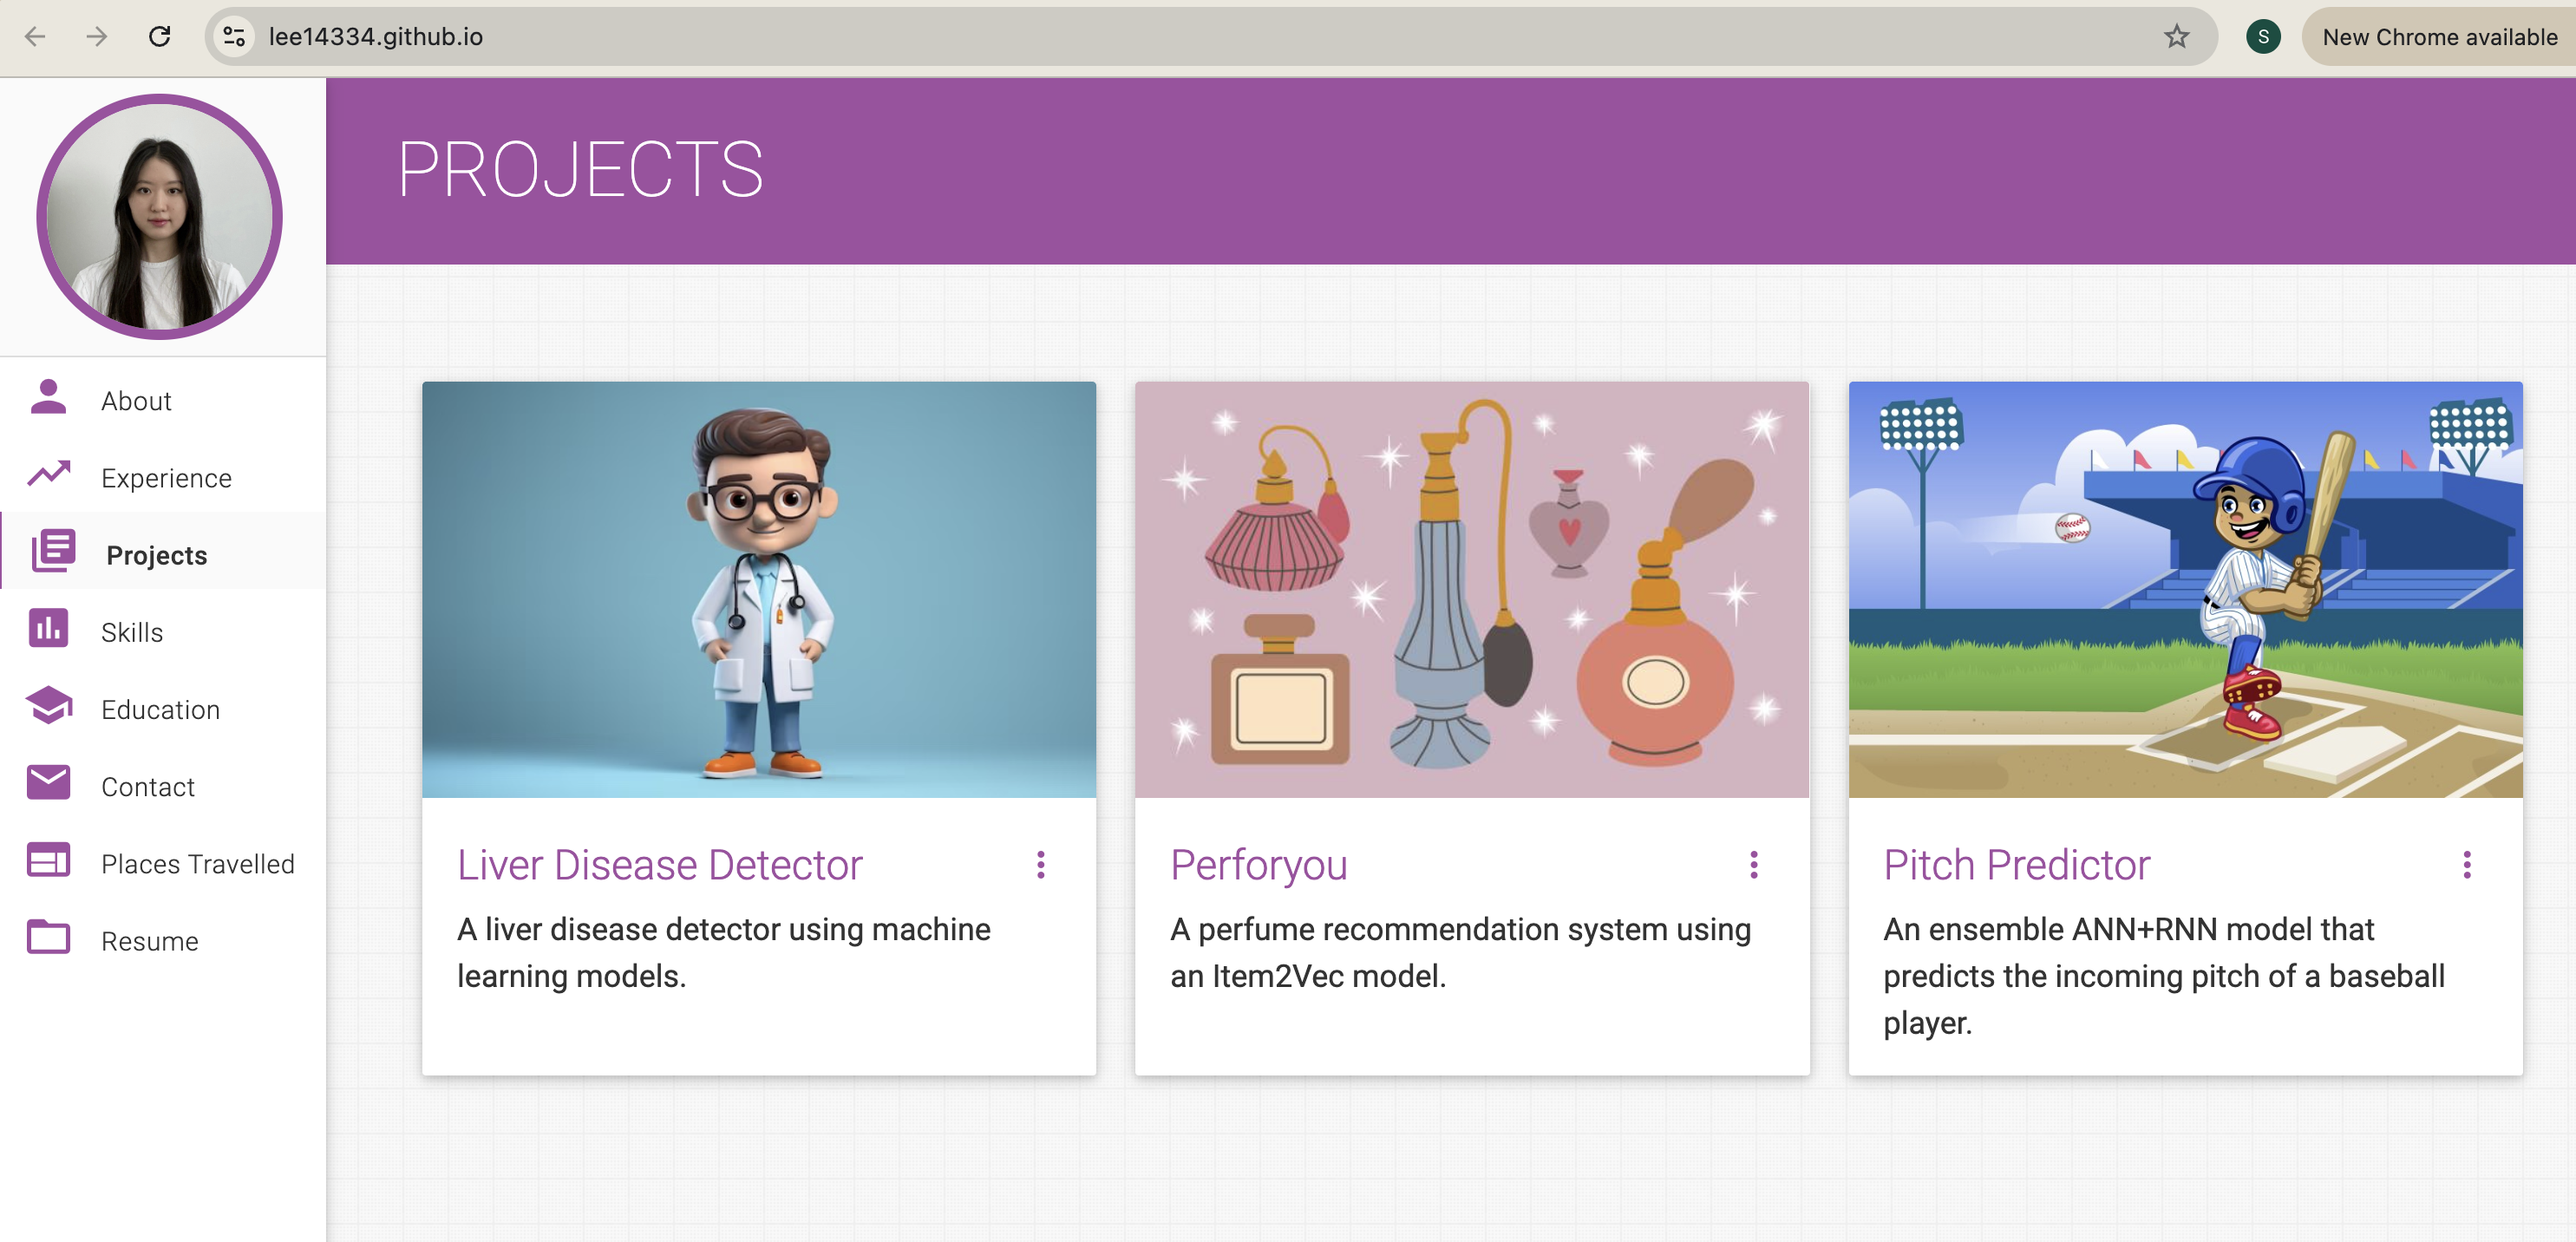 lee14334.github.io
S
New Chrome available
PROJECTS
About
Experience
Projects
Skills
Education
Contact
Places Travelled
Resume
Liver Disease Detector
A liver disease detector using machine
learning models.
Perforyou
A perfume recommendation system using
an Item2Vec model.
Pitch Predictor
An ensemble ANN+RNN model that
predicts the incoming pitch of a baseball
player.